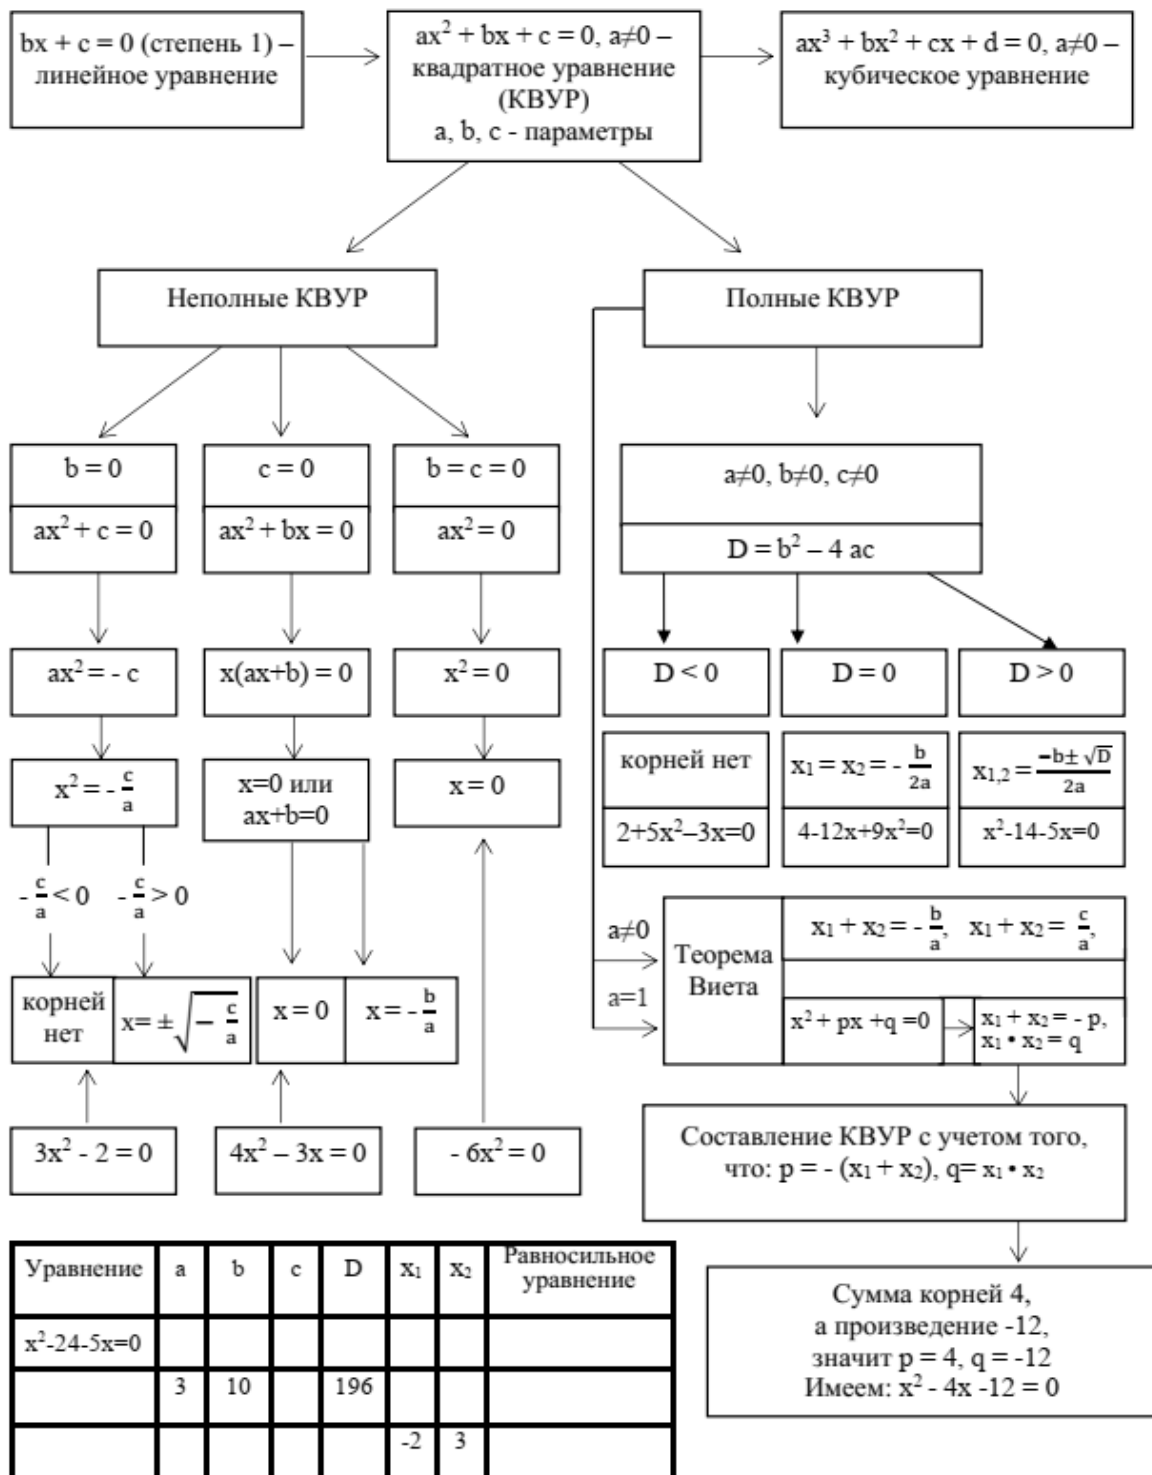 bx + c = 0 (степень 1) –
линейное уравнение
ax² + bx + c = 0, a≠0 –
квадратное уравнение
(КВУР)
a, b, c - параметры
ax³ + bx² + cx + d = 0, a≠0 –
кубическое уравнение
Неполные КВУР
Полные КВУР
b = 0
c = 0
b = c = 0
ax² + c = 0
ax² + bx = 0
ax² = 0
a≠0, b≠0, c≠0
D = b² – 4 ac
ax² = - c
x(ax+b) = 0
x² = 0
D < 0
D = 0
D > 0
x² = - c/a
x=0 или
ax+b=0
x = 0
корней нет
x₁ = x₂ = - b/2a
x₁,₂ = −b± √D/2a
2+5x²–3x=0
4-12x+9x²=0
x²-14-5x=0
- c/a < 0
- c/a > 0
a≠0
a=1
Теорема
Виета
x₁ + x₂ = - b/a, x₁ + x₂ = c/a,
x² + px +q =0
x₁ + x₂ = - p,
x₁ • x₂ = q
корней
нет
x= ± √− c/a
x = 0
x = - b/a
3x² - 2 = 0
4x² – 3x = 0
- 6x² = 0
Составление КВУР с учетом того,
что: p = - (x₁ + x₂), q= x₁ • x₂
Сумма корней 4,
а произведение -12,
значит p = 4, q = -12
Имеем: x² - 4x -12 = 0
Уравнение a b c D x₁ x₂ Равносильное
уравнение
x²-24-5x=0
3 10 196
-2 3